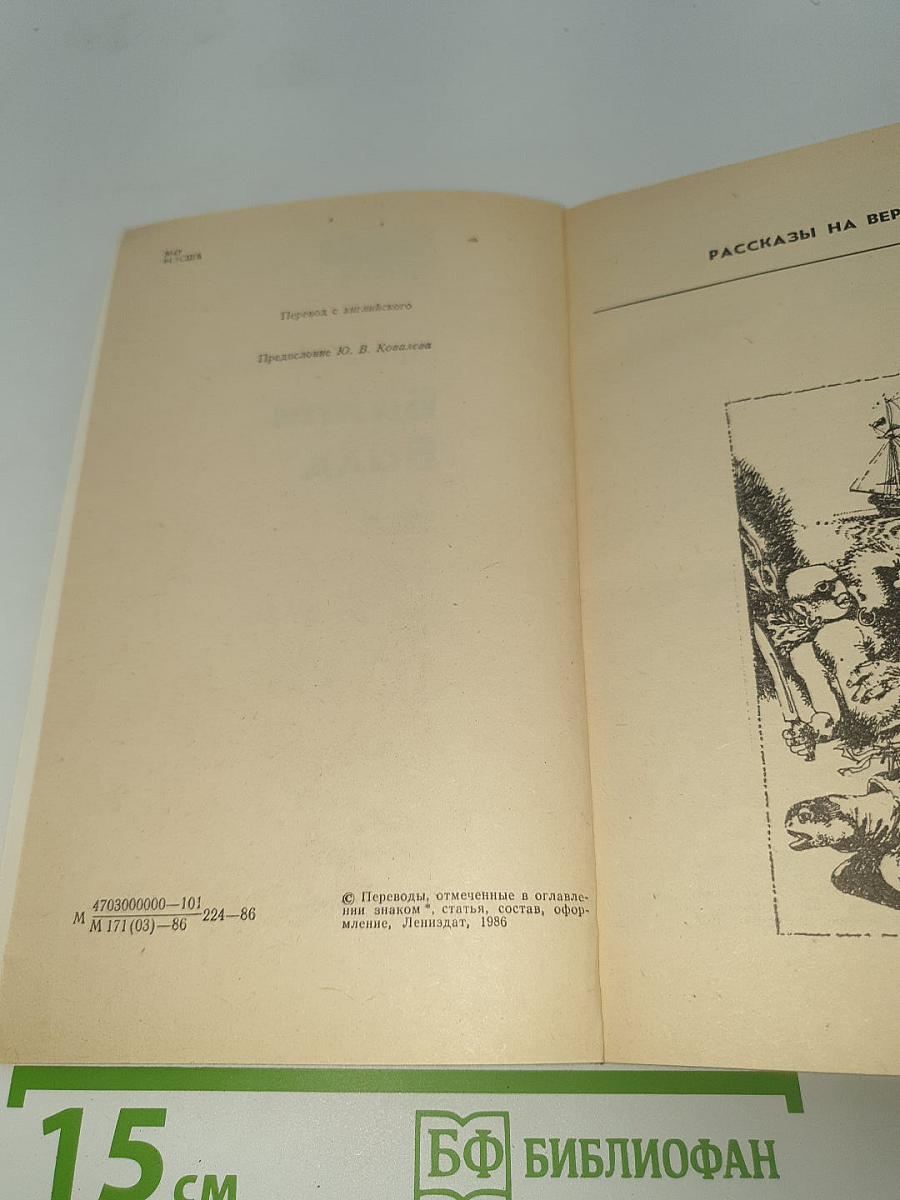 Перевод с английского
Предисловие Ю. В. Ковалева
М 4703000000—101
М 171(03)—86 224—86
© Переводы, отмеченные в оглавле-
нии знаком *, статья, состав, офор-
мление, Лениздат, 1986
РАССКАЗЫ НА ВЕР
15 СМ
БФ БИБЛИОФАН